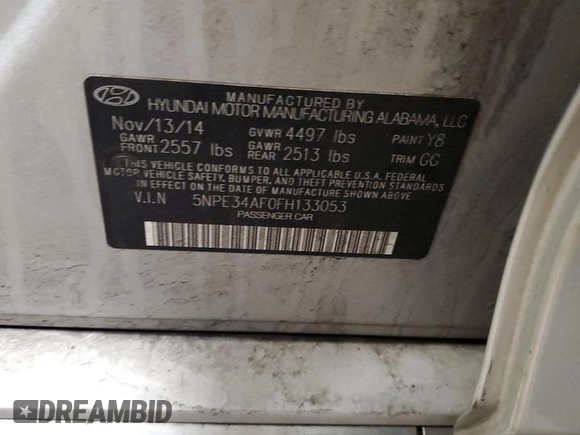 MANUFACTURED BY
HYUNDAI MOTOR MANUFACTURING ALABAMA, LLC
Nov/13/14 GVWR 4497 lbs PAINT Y8
GAWR FRONT 2557 lbs GAWR REAR 2513 lbs TRIM GC
THIS VEHICLE CONFORMS TO ALL APPLICABLE U.S.A. FEDERAL
MOTOR VEHICLE SAFETY, BUMPER, AND THEFT PREVENTION STANDARDS
IN EFFECT ON THE DATE OF MANUFACTURE SHOWN ABOVE
V.I.N 5NPE34AF0FH133053
PASSENGER CAR
DREAMBID